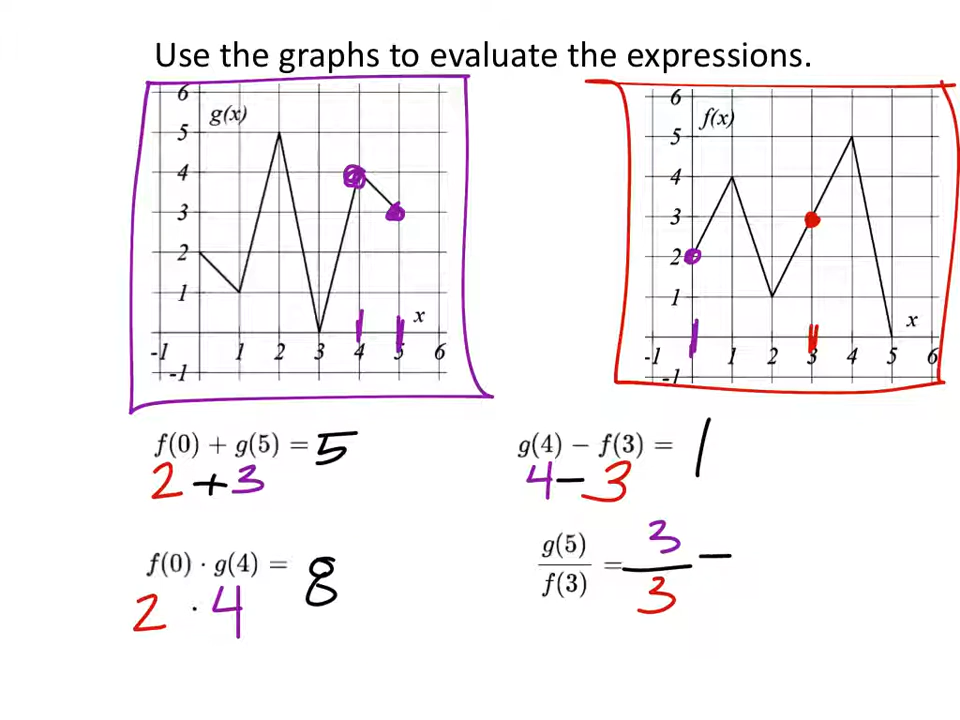 Use the graphs to evaluate the expressions.
6
g(x)
5
4
3
2
1
x
-1 1 2 3 4 5 6
-1
6
f(x)
5
4
3
2
1
x
-1 1 2 3 4 5 6
-1
f(0) + g(5) = 5
2 + 3
g(4) − f(3) = 1
4 − 3
f(0) · g(4) = 8
2 · 4
g(5) / f(3) = 3 / 3 −